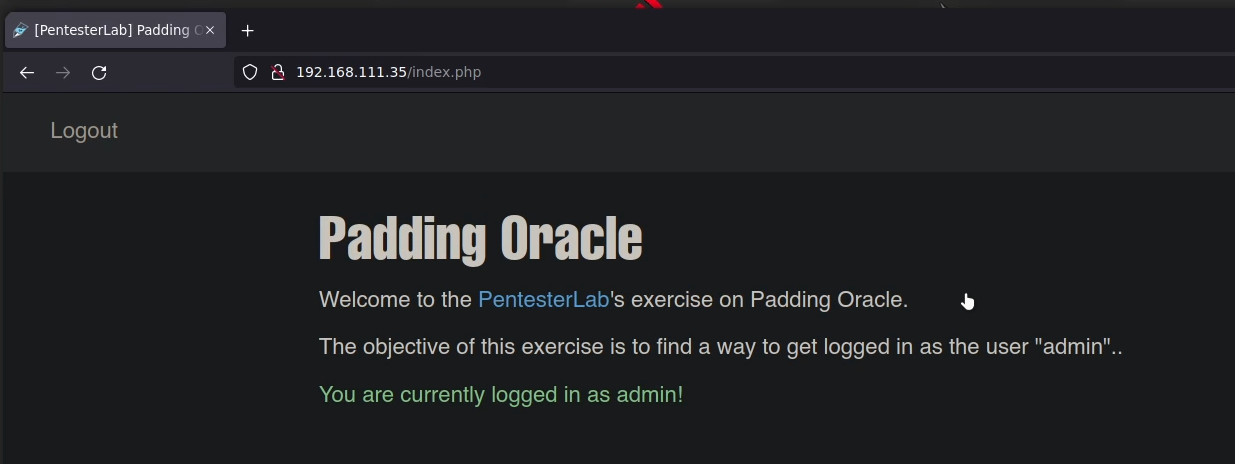 [PentesterLab] Padding O
192.168.111.35/index.php
Logout
Padding Oracle
Welcome to the PentesterLab's exercise on Padding Oracle.
The objective of this exercise is to find a way to get logged in as the user "admin"..
You are currently logged in as admin!